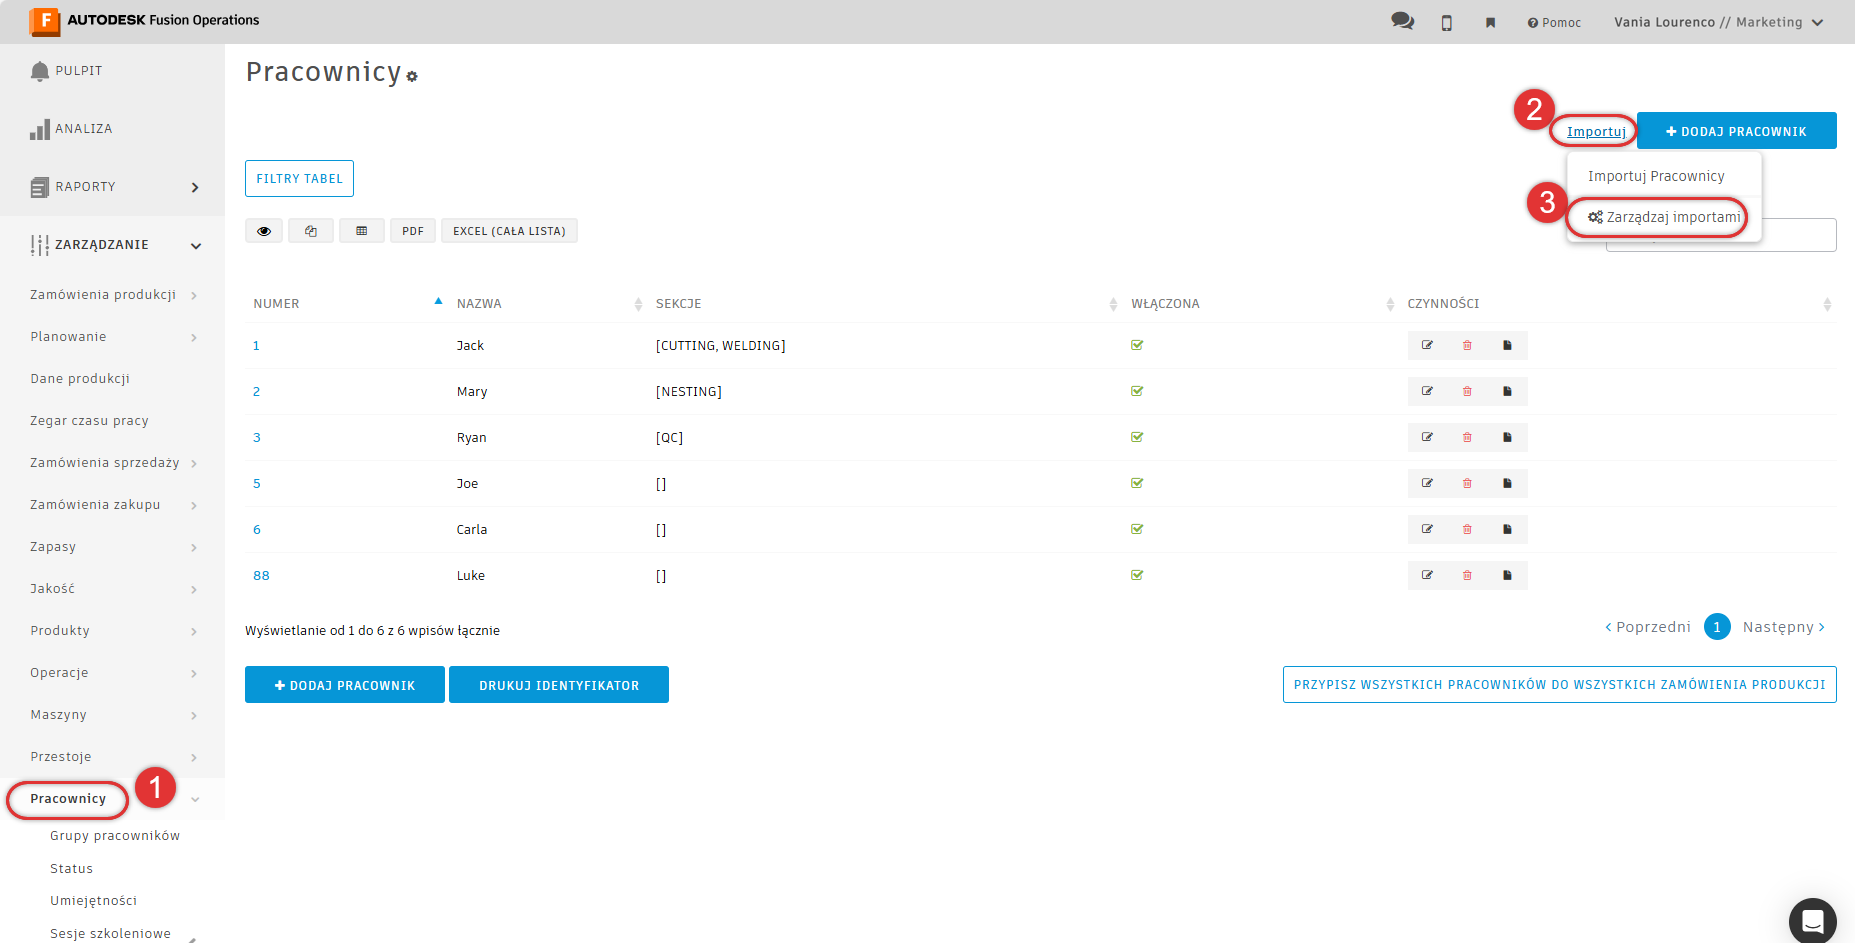 F AUTODESK Fusion Operations
Pomoc
Vania Lourenco // Marketing
PULPIT
ANALIZA
RAPORTY
ZARZĄDZANIE
Zamówienia produkcji
Planowanie
Dane produkcji
Zegar czasu pracy
Zamówienia sprzedaży
Zamówienia zakupu
Zapasy
Jakość
Produkty
Operacje
Maszyny
Przestoje
Pracownicy
1
Grupy pracowników
Status
Umiejętności
Sesje szkoleniowe
Pracownicy
2
Importuj
+ DODAJ PRACOWNIK
Importuj Pracownicy
3
Zarządzaj importami
FILTRY TABEL
PDF
EXCEL (CAŁA LISTA)
NUMER NAZWA SEKCJE WŁĄCZONA CZYNNOŚCI
1 Jack [CUTTING, WELDING]
2 Mary [NESTING]
3 Ryan [QC]
5 Joe []
6 Carla []
88 Luke []
Wyświetlanie od 1 do 6 z 6 wpisów łącznie
< Poprzedni 1 Następny >
+ DODAJ PRACOWNIK
DRUKUJ IDENTYFIKATOR
PRZYPISZ WSZYSTKICH PRACOWNIKÓW DO WSZYSTKICH ZAMÓWIENIA PRODUKCJI